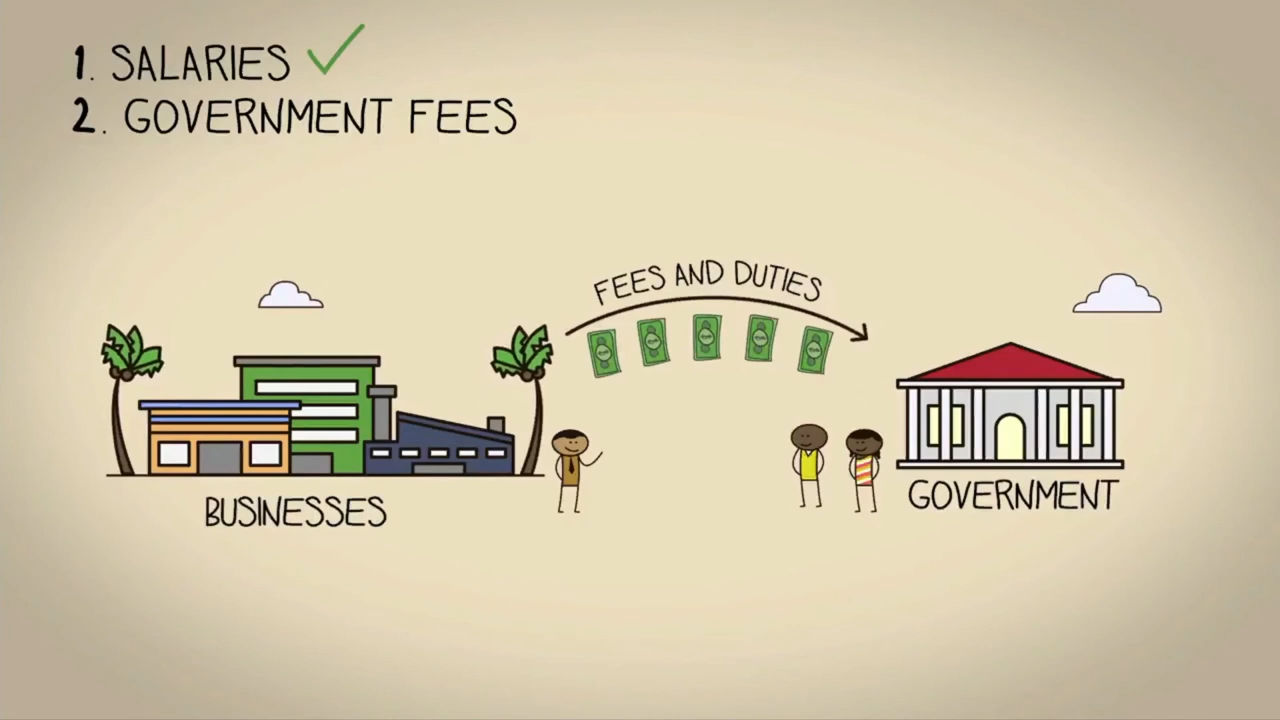 1. SALARIES
2. GOVERNMENT FEES
FEES AND DUTIES
BUSINESSES
GOVERNMENT